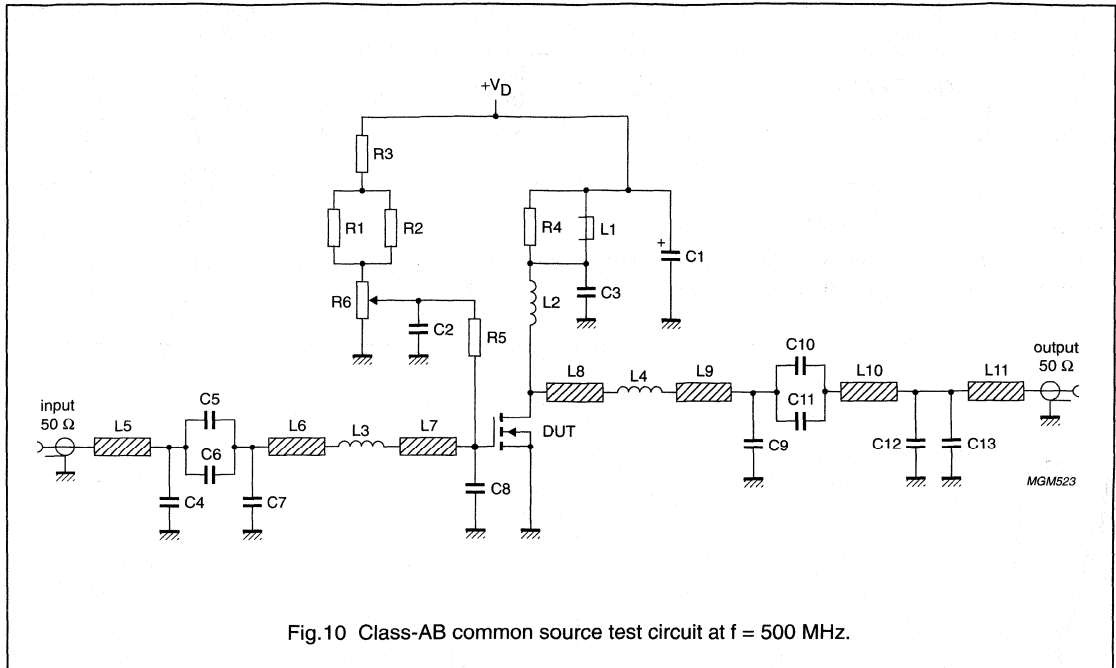 +V_D
R3
R1
R2
R4
L1
+
C1
R6
C2
R5
L2
C3
C10
output
50 Ω
L8
L4
L9
C11
L10
L11
input
50 Ω
L5
C5
C6
L6
L3
L7
DUT
C9
C12
C13
C4
C7
C8
MGM523
Fig.10 Class-AB common source test circuit at f = 500 MHz.